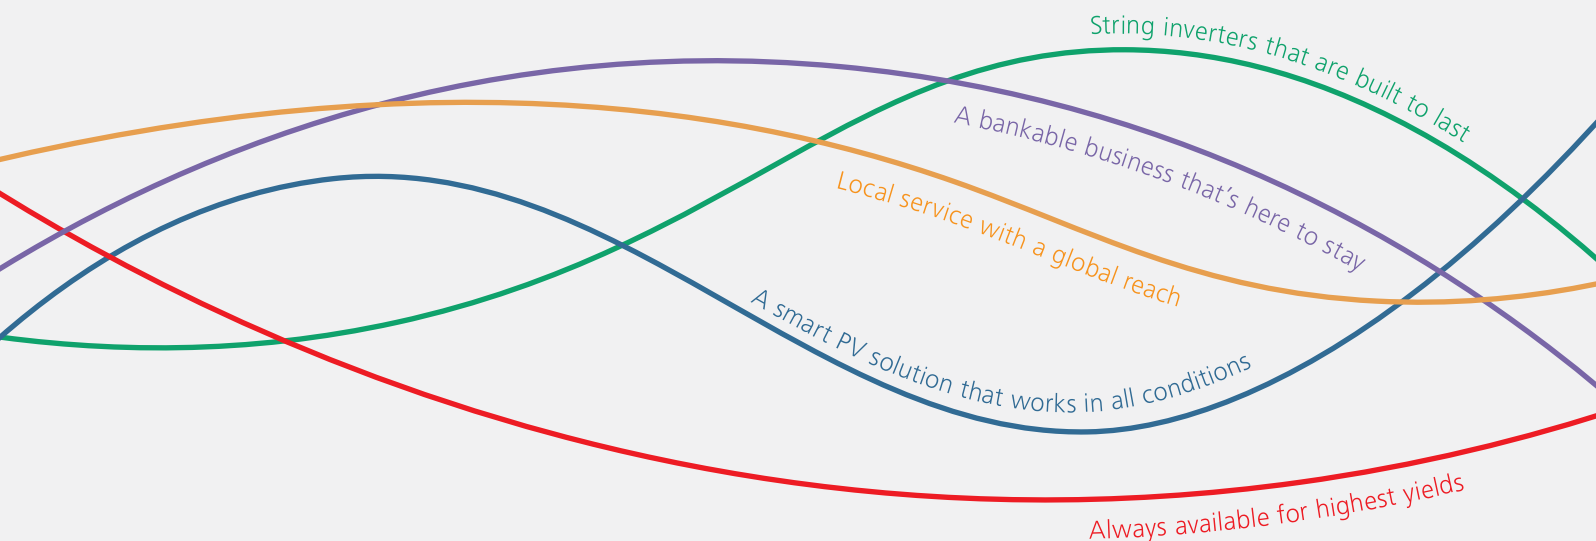 String inverters that are built to last
A bankable business that's here to stay
Local service with a global reach
A smart PV solution that works in all conditions
Always available for highest yields